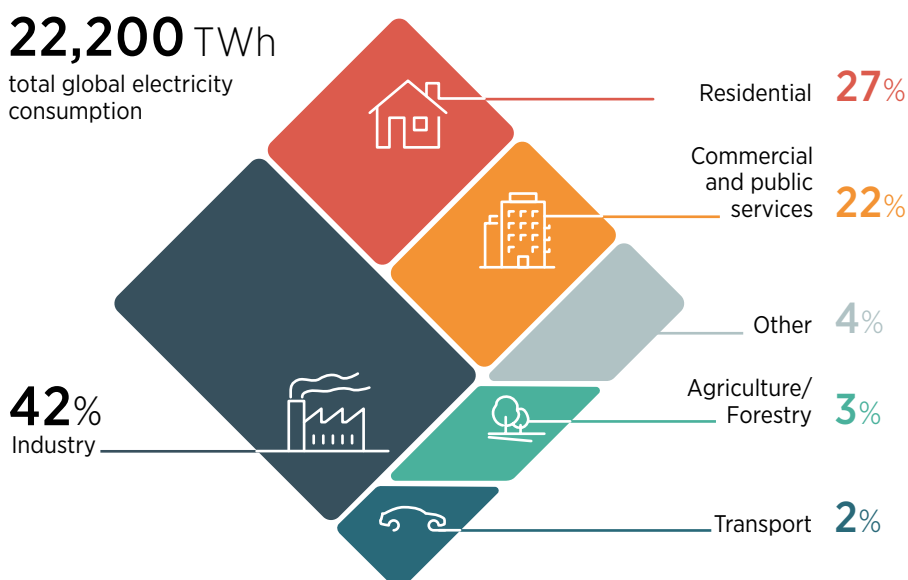 22,200 TWh
total global electricity
consumption
Residential 27%
Commercial
and public
services 22%
Other 4%
Agriculture/
Forestry 3%
42%
Industry
Transport 2%